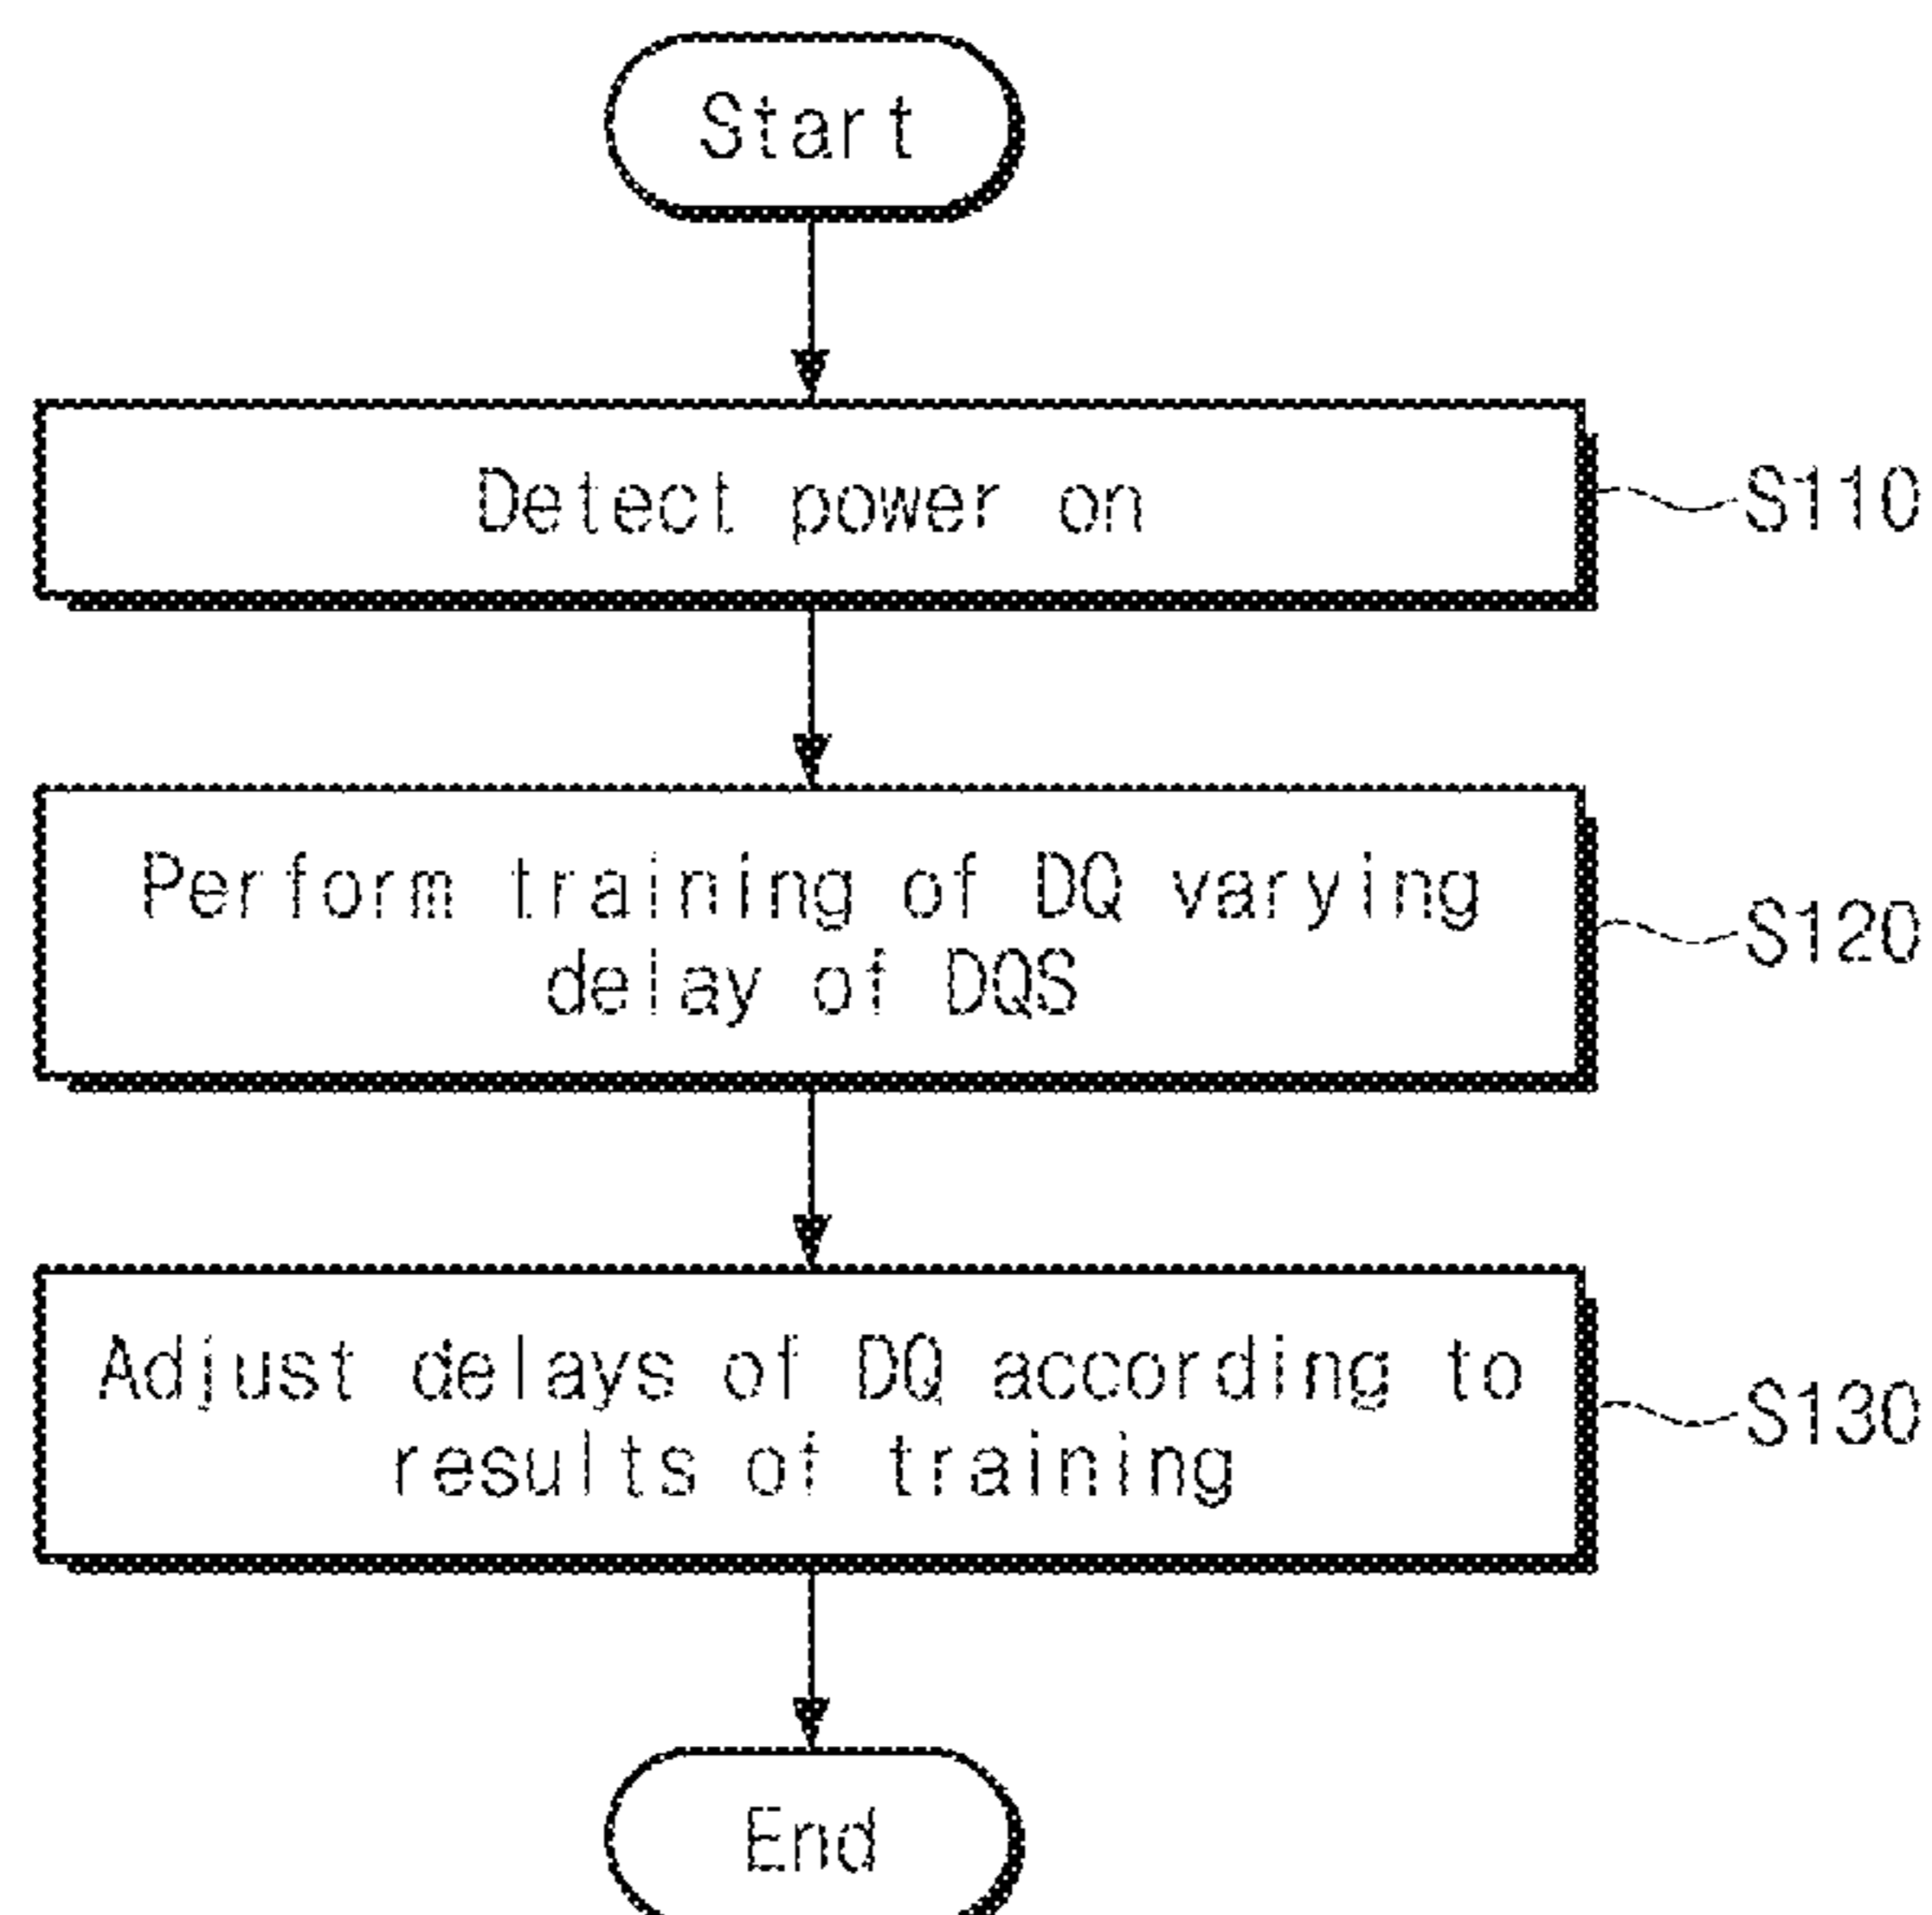 Start
Detect power on
S110
Perform training of DQ varying
delay of DQS
S120
Adjust delays of DQ according to
results of training
S130
End